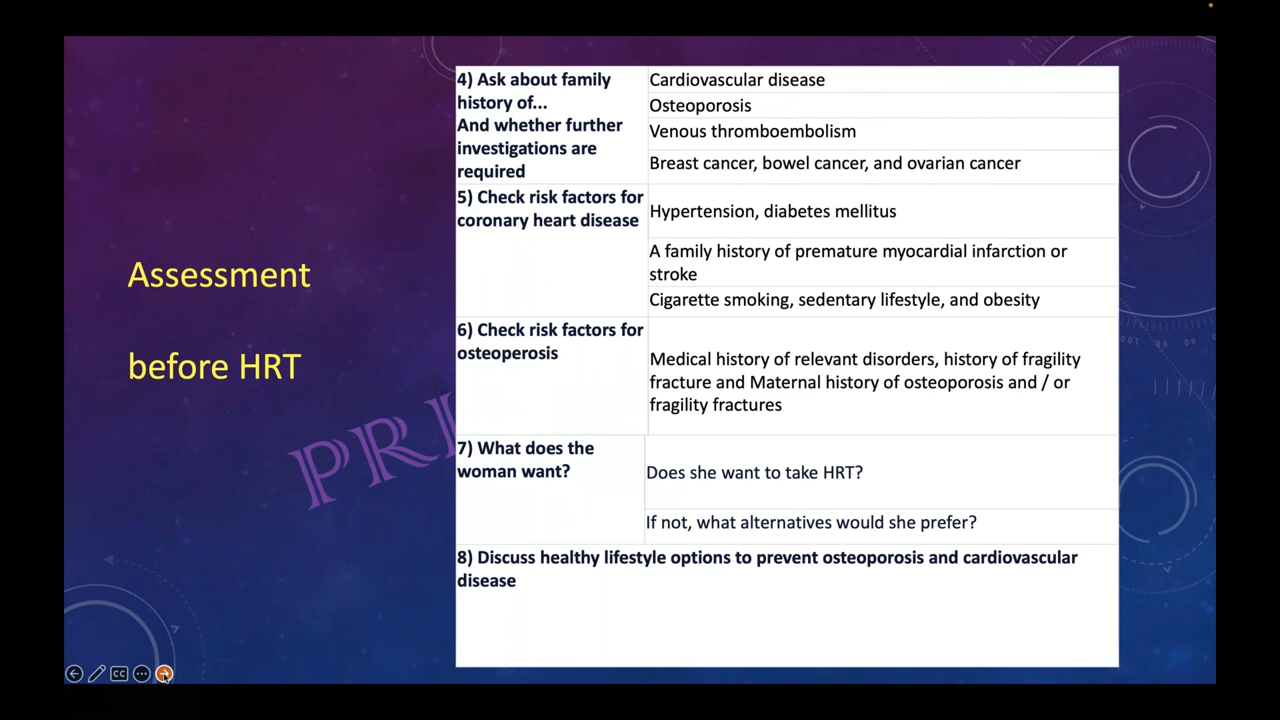 Assessment
before HRT
4) Ask about family
history of...
And whether further
investigations are
required
Cardiovascular disease
Osteoporosis
Venous thromboembolism
Breast cancer, bowel cancer, and ovarian cancer
5) Check risk factors for
coronary heart disease
Hypertension, diabetes mellitus
A family history of premature myocardial infarction or
stroke
Cigarette smoking, sedentary lifestyle, and obesity
6) Check risk factors for
osteoperosis
Medical history of relevant disorders, history of fragility
fracture and Maternal history of osteoporosis and / or
fragility fractures
7) What does the
woman want?
Does she want to take HRT?
If not, what alternatives would she prefer?
8) Discuss healthy lifestyle options to prevent osteoporosis and cardiovascular
disease
PRI
CC